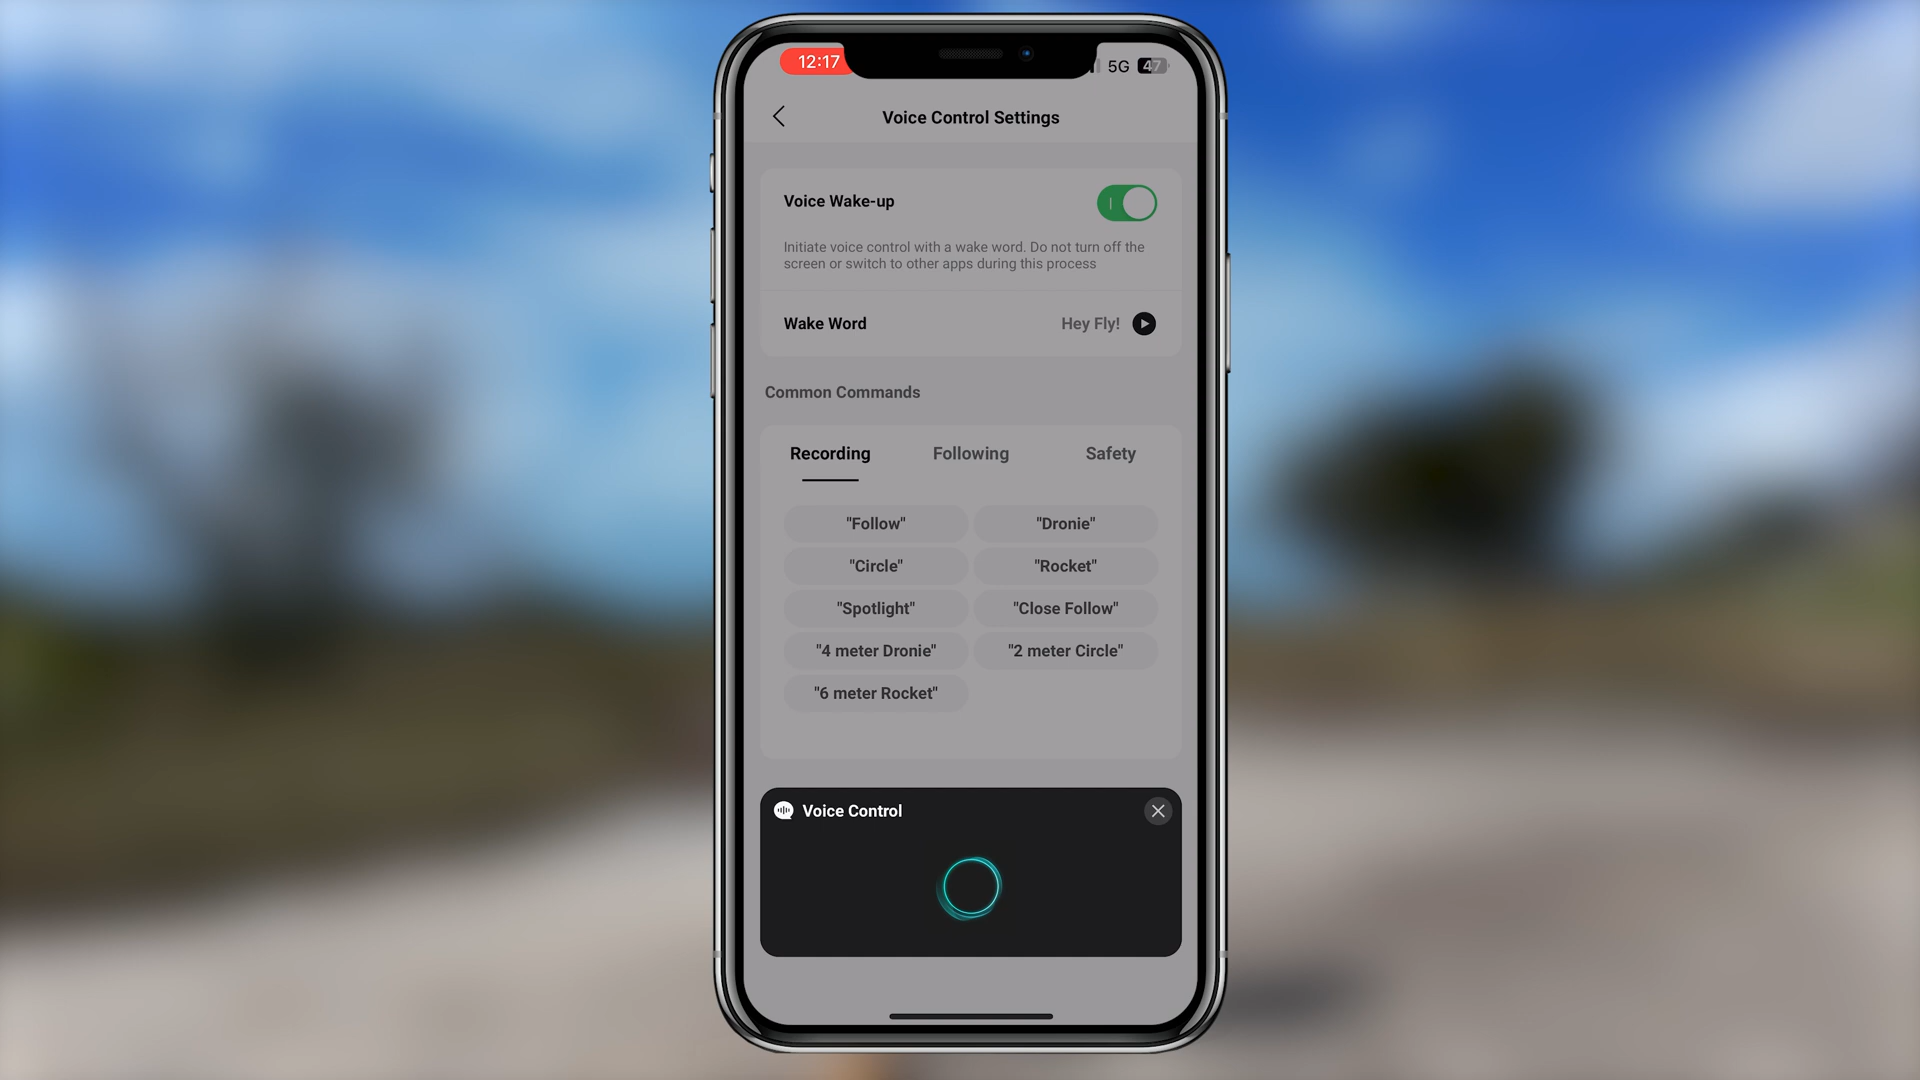 12:17
5G 47
Voice Control Settings
Voice Wake-up
Initiate voice control with a wake word. Do not turn off the
screen or switch to other apps during this process
Wake Word
Hey Fly!
Common Commands
Recording Following Safety
"Follow" "Dronie"
"Circle" "Rocket"
"Spotlight" "Close Follow"
"4 meter Dronie" "2 meter Circle"
"6 meter Rocket"
Voice Control